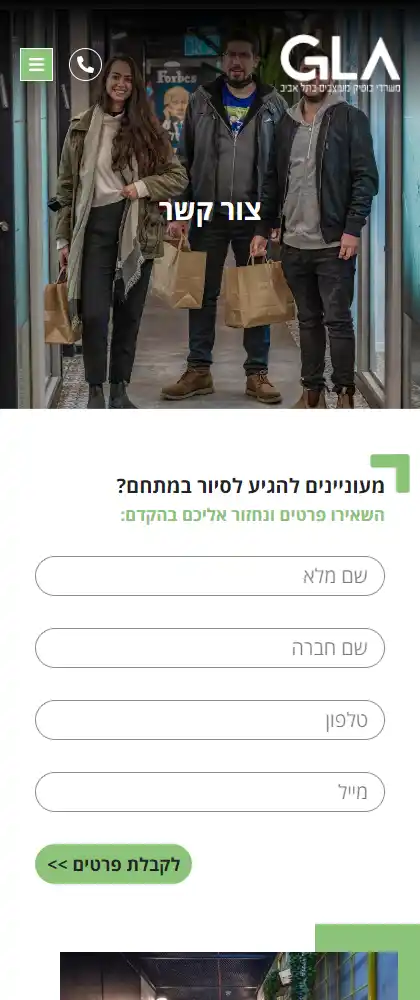 GLA
משרדי בוטיק מעוצבים בתל אביב
Forbes
צור קשר
מעוניינים להגיע לסיור במתחם?
השאירו פרטים ונחזור אליכם בהקדם:
שם מלא
שם חברה
טלפון
מייל
לקבלת פרטים >>